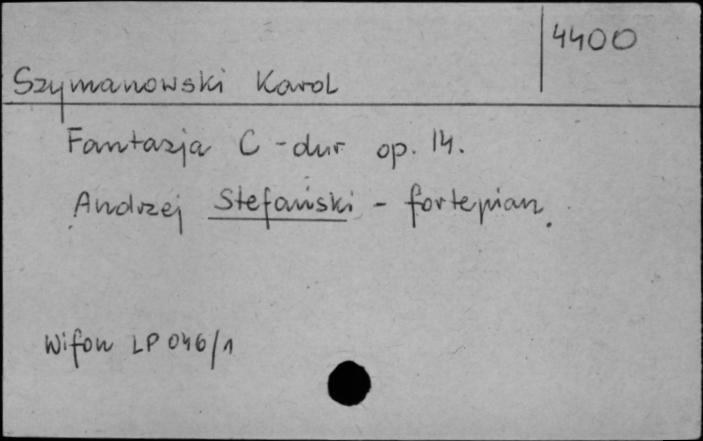 4400
Szymanowski Karol
Fantazja C-dur op. 14.
Andrzej Stefański - fortepian.
Wifon LP 046/1